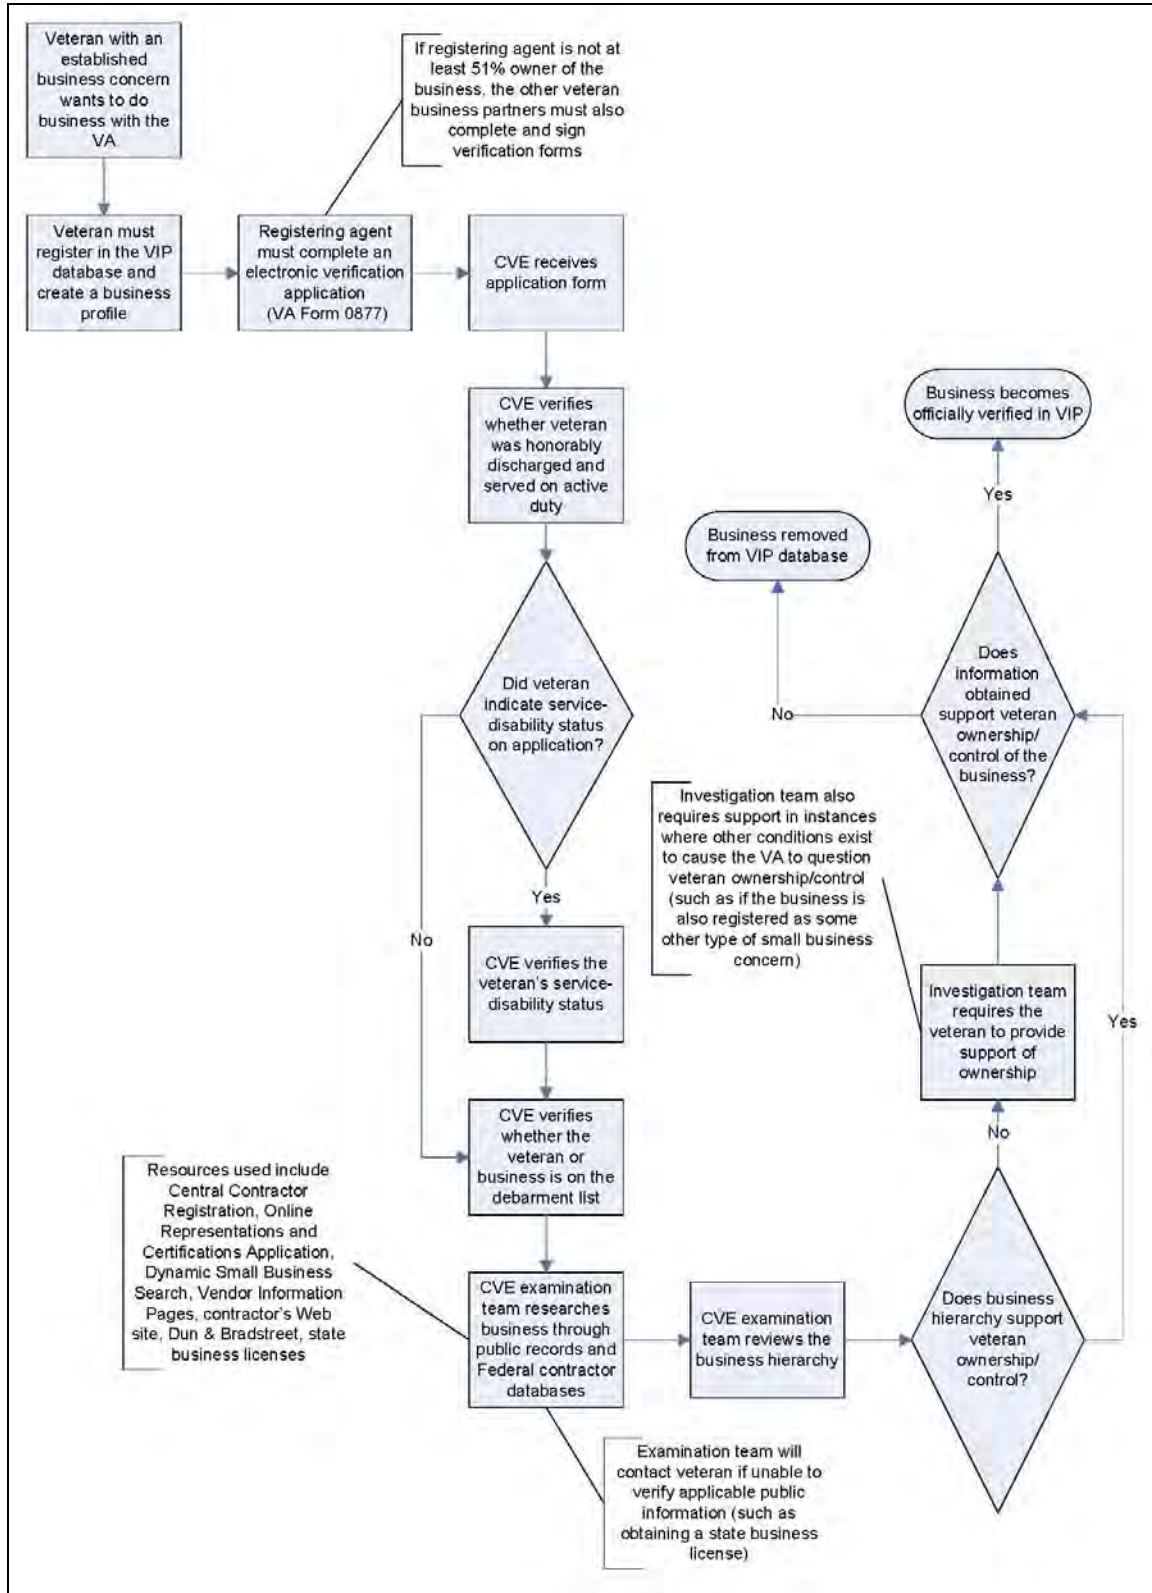 Veteran with an
established
business concern
wants to do
business with the
VA
If registering agent is not at
least 51% owner of the
business, the other veteran
business partners must also
complete and sign
verification forms
Veteran must
register in the VIP
database and
create a business
profile
Registering agent
must complete an
electronic verification
application
(VA Form 0877)
CVE receives
application form
CVE verifies
whether veteran
was honorably
discharged and
served on active
duty
Did veteran
indicate service-
disability status
on application?
Yes
No
CVE verifies the
veteran's service-
disability status
CVE verifies
whether the
veteran or
business is on the
debarment list
Resources used include
Central Contractor
Registration, Online
Representations and
Certifications Application,
Dynamic Small Business
Search, Vendor Information
Pages, contractor's Web
site, Dun & Bradstreet, state
business licenses
CVE examination
team researches
business through
public records and
Federal contractor
databases
Examination team will
contact veteran if unable to
verify applicable public
information (such as
obtaining a state business
license)
CVE examination
team reviews the
business hierarchy
Does business
hierarchy support
veteran
ownership/
control?
No
Yes
Investigation team
requires the
veteran to provide
support of
ownership
Investigation team also
requires support in instances
where other conditions exist
to cause the VA to question
veteran ownership/control
(such as if the business is
also registered as some
other type of small business
concern)
Does
information
obtained
support veteran
ownership/
control of the
business?
No
Business removed
from VIP database
Yes
Business becomes
officially verified in VIP